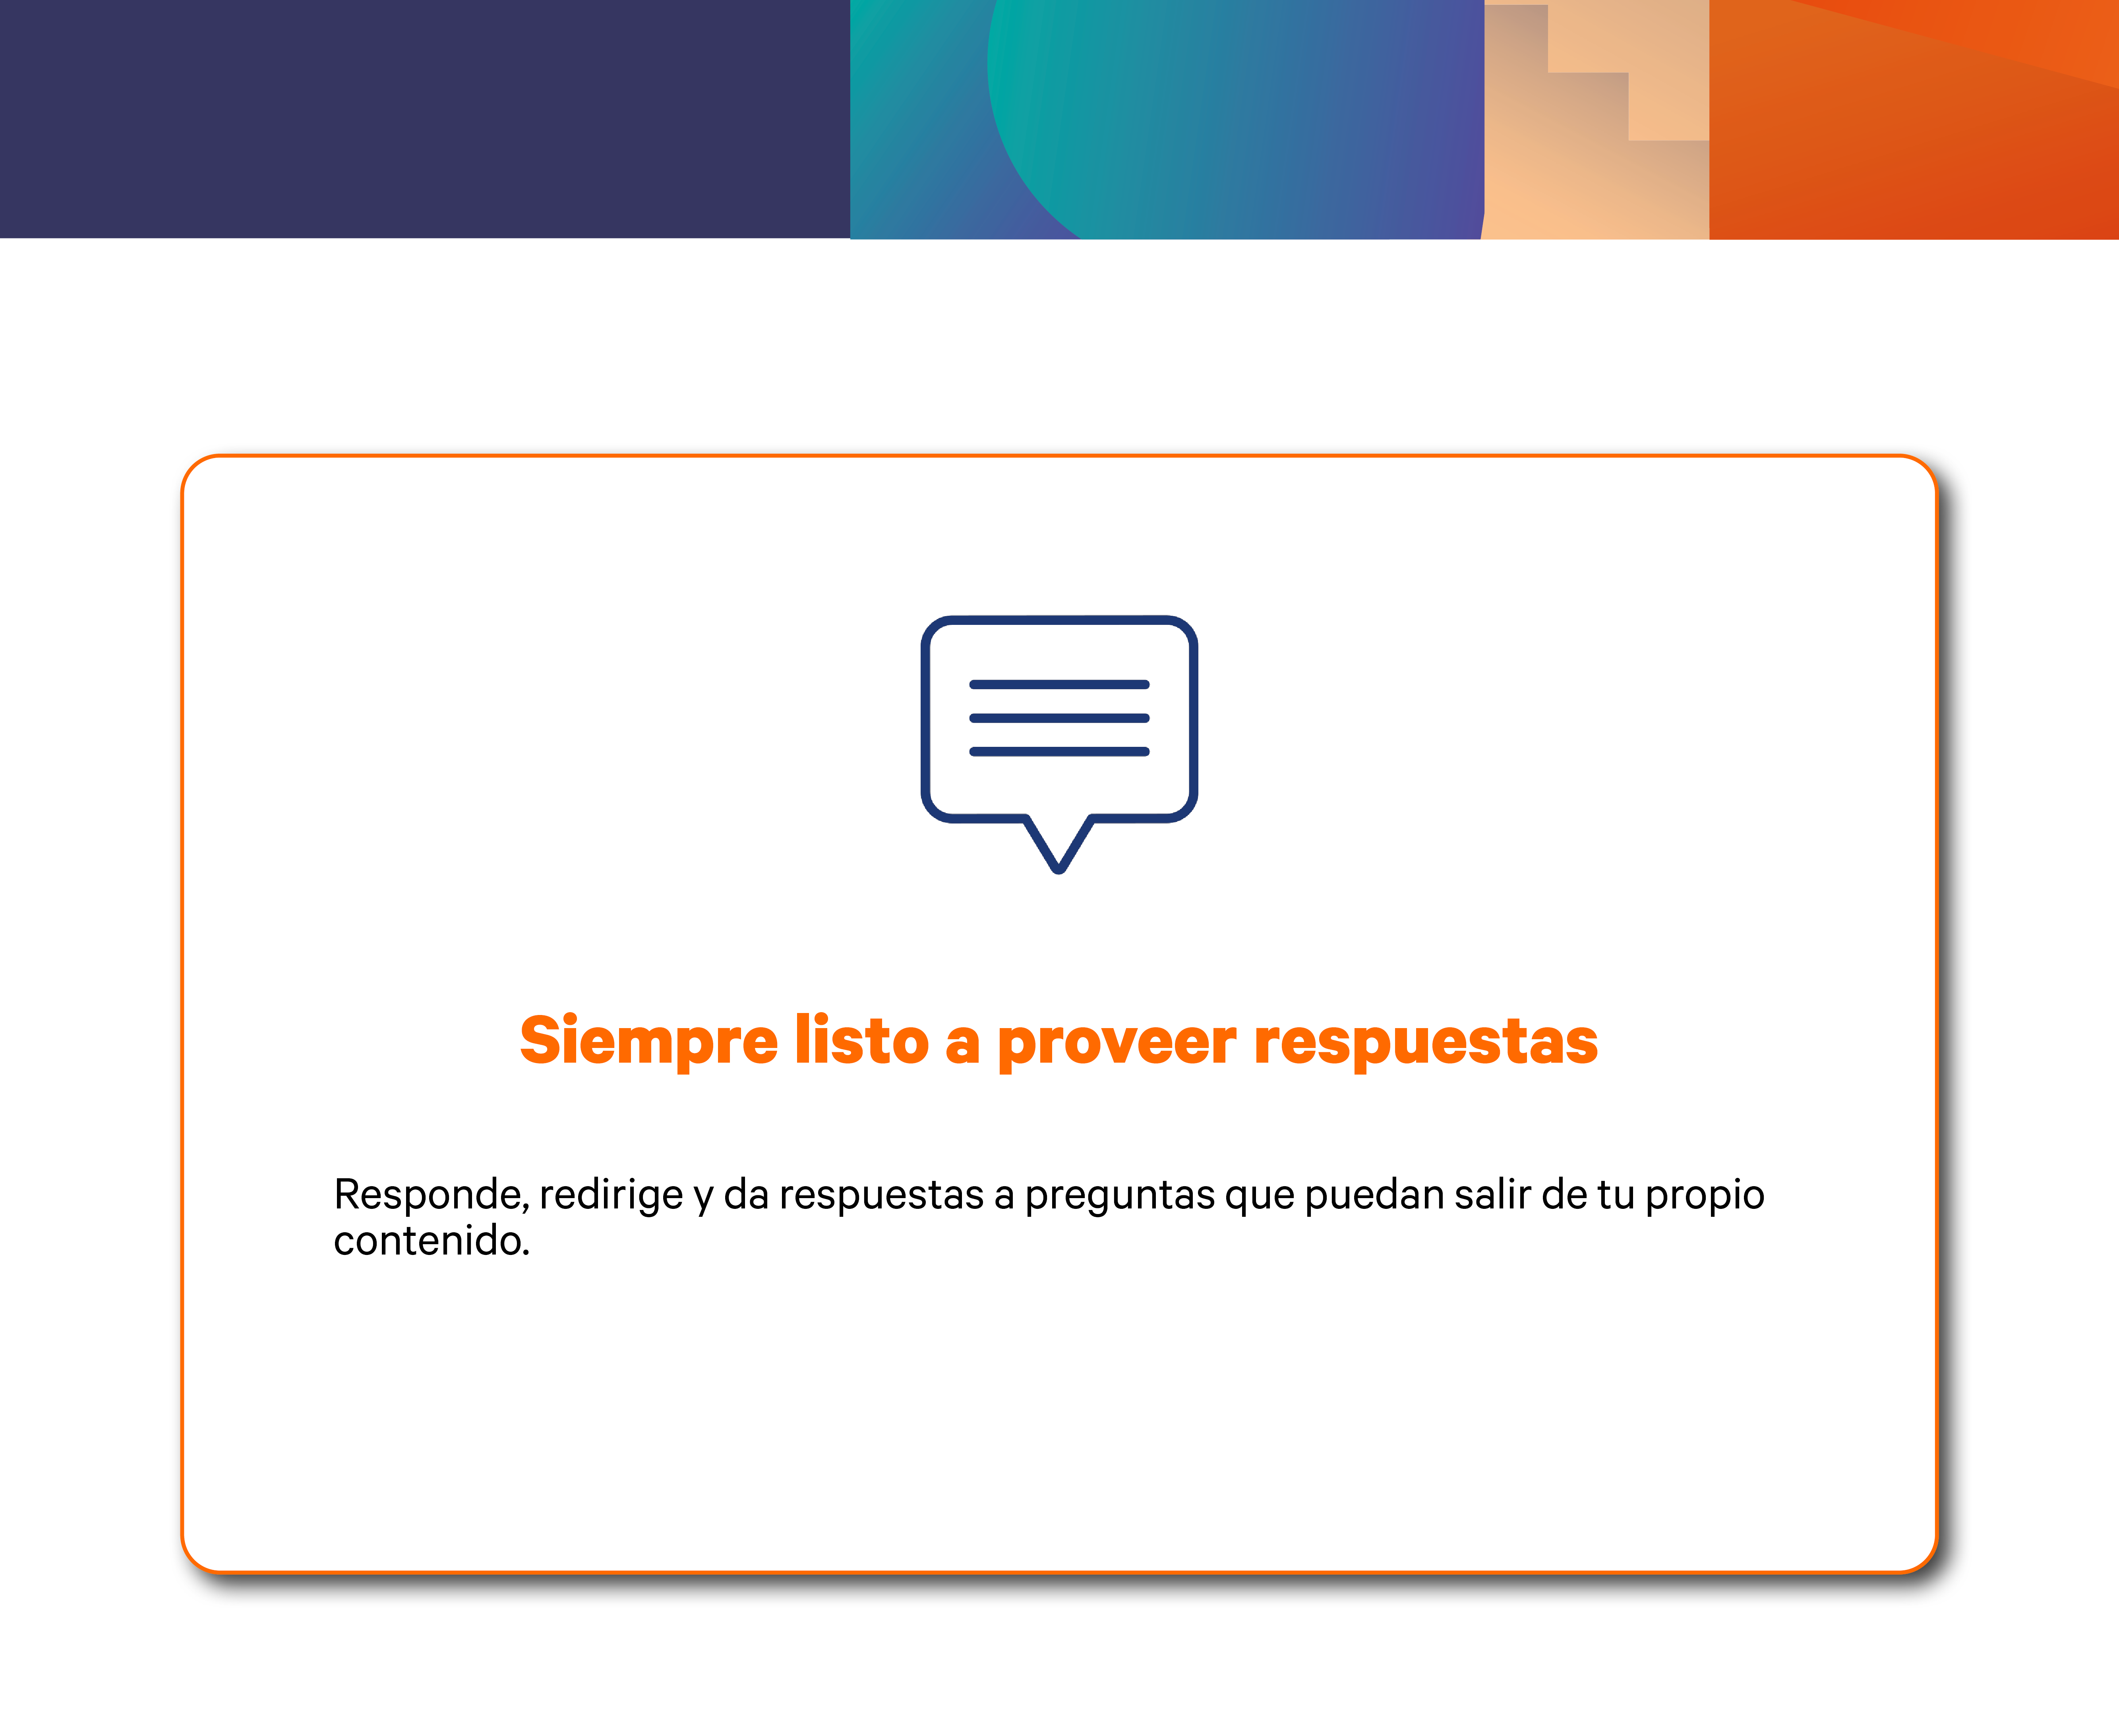 Siempre listo a proveer respuestas
Responde, redirige y da respuestas a preguntas que puedan salir de tu propio
contenido.